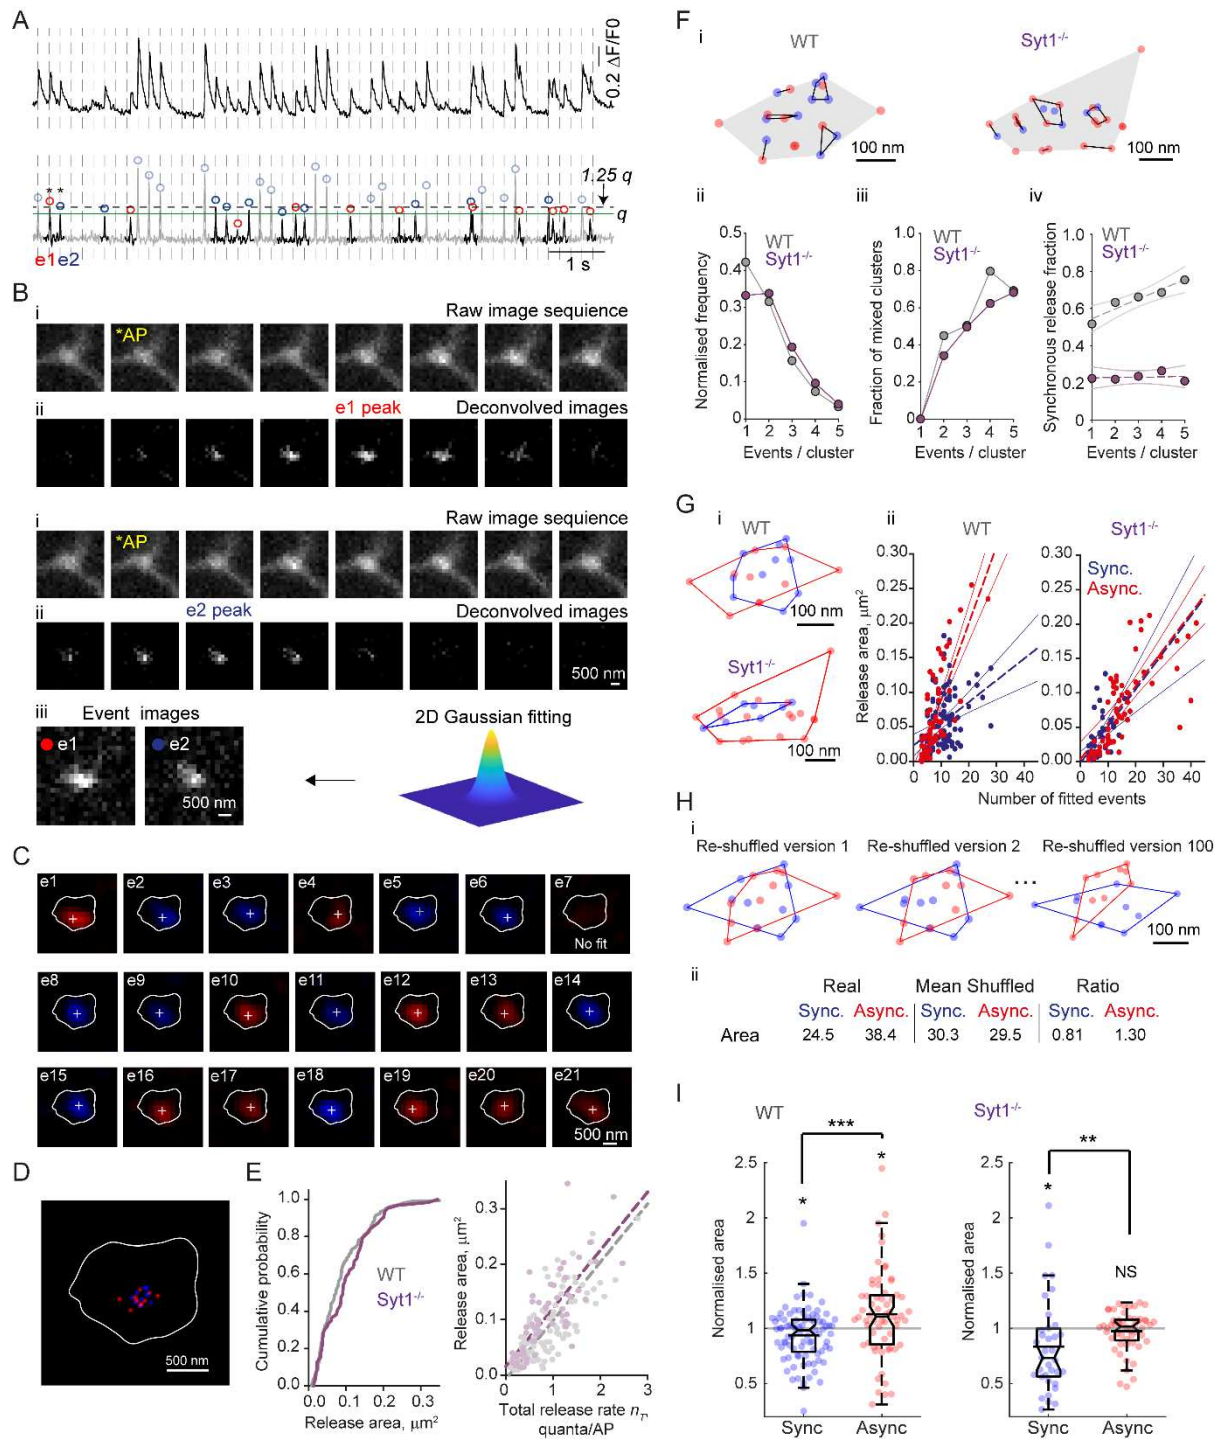 A
0.2 ΔF/F0
1.25 q
q
* *
e1 e2
1 s
B
i
Raw image sequience
*AP
ii
e1 peak
Deconvolved images
i
Raw image sequience
*AP
ii
e2 peak
Deconvolved images
500 nm
iii
Event images
e1
e2
500 nm
2D Gaussian fitting
C
e1 e2 e3 e4 e5 e6 e7
No fit
e8 e9 e10 e11 e12 e13 e14
e15 e16 e17 e18 e19 e20 e21
500 nm
D
500 nm
E
Cumulative probability
1.0
0.8
0.6
0.4
0.2
0.0
WT
Syt1-/-
0.0 0.1 0.2 0.3
Release area, µm²
Release area, µm²
0.3
0.2
0.1
0.0
0 1 2 3
Total release rate nT,
quanta/AP
F
i
WT
Syt1-/-
100 nm
100 nm
ii
Normalised frequency
0.5
0.4
0.3
0.2
0.1
0
WT
Syt1-/-
1 2 3 4 5
Events / cluster
iii
Fraction of mixed clusters
1.0
0.8
0.6
0.4
0.2
0
WT
Syt1-/-
1 2 3 4 5
Events / cluster
iv
Synchronous release fraction
1.0
0.8
0.6
0.4
0.2
0
WT
Syt1-/-
1 2 3 4 5
Events / cluster
G
i
WT
100 nm
Syt1-/-
100 nm
ii
WT
Syt1-/-
Release area, µm²
0.30
0.25
0.20
0.15
0.10
0.05
0.00
0 10 20 30 40
0.30
0.25
0.20
0.15
0.10
0.05
0.00
Sync.
Async.
0 10 20 30 40
Number of fitted events
H
i
Re-shuffled version 1
Re-shuffled version 2
Re-shuffled version 100
...
100 nm
ii
Real Mean Shuffled Ratio
Sync. Async. Sync. Async. Sync. Async.
Area 24.5 38.4 30.3 29.5 0.81 1.30
I
WT
***
*
*
Normalised area
2.5
2
1.5
1
0.5
Sync Async
Syt1-/-
**
*
NS
Normalised area
2.5
2
1.5
1
0.5
Sync Async